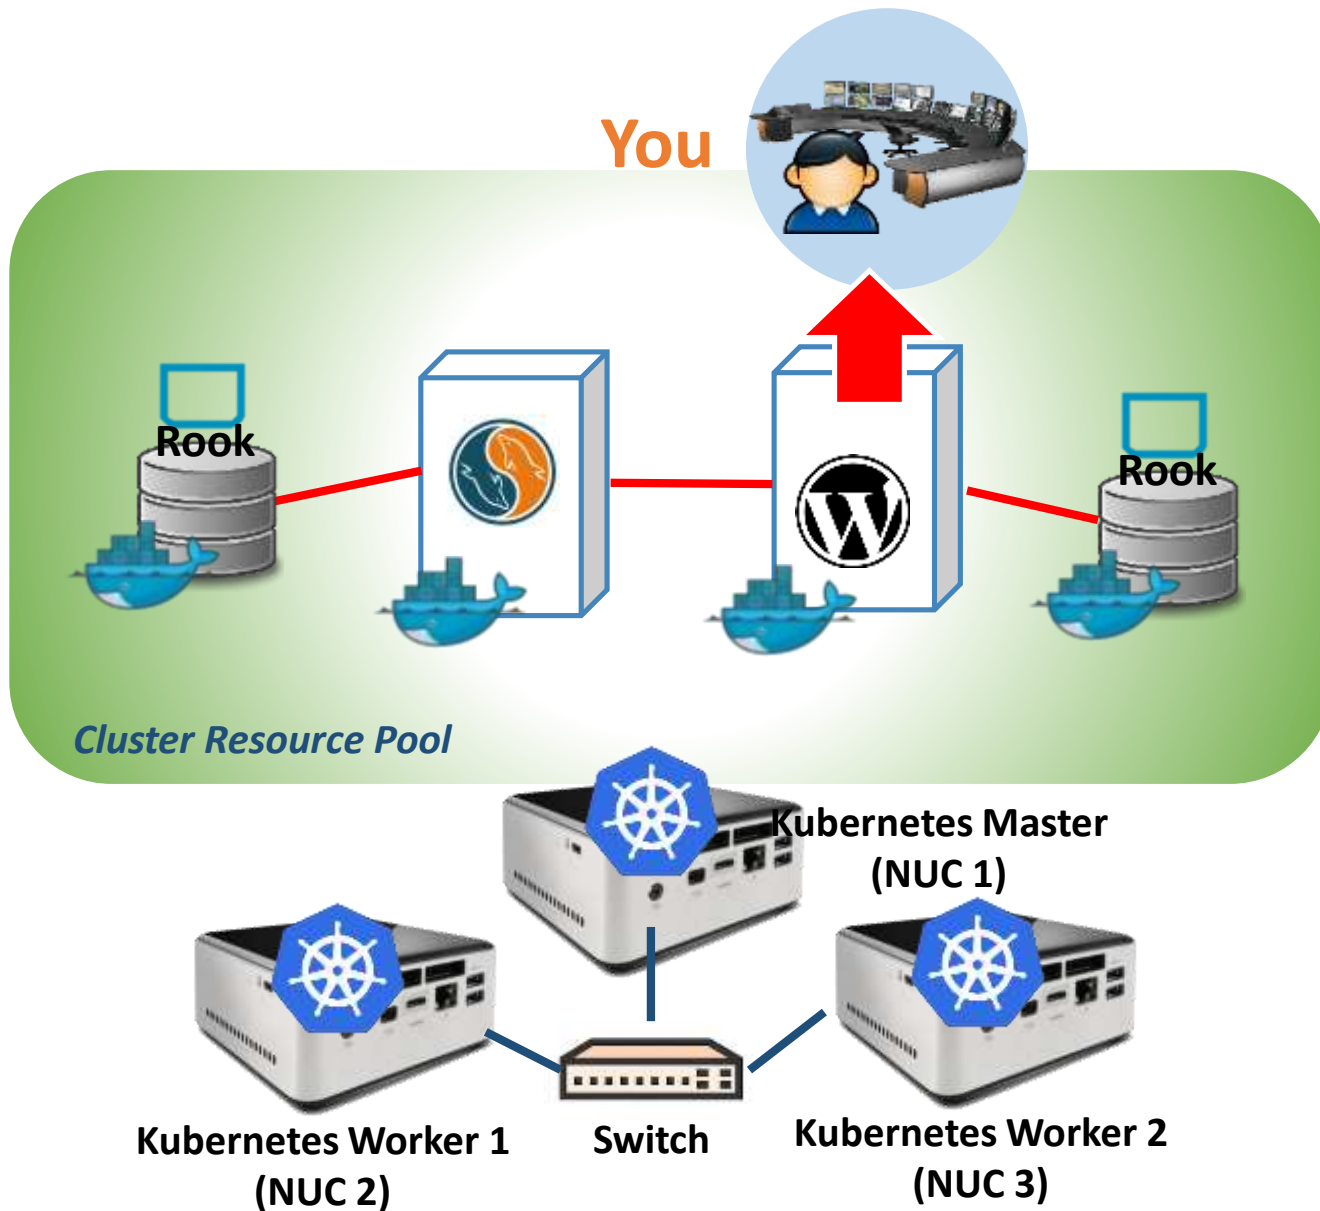 You
Rook
Rook
Cluster Resource Pool
Kubernetes Master
(NUC 1)
Kubernetes Worker 1
(NUC 2)
Switch
Kubernetes Worker 2
(NUC 3)